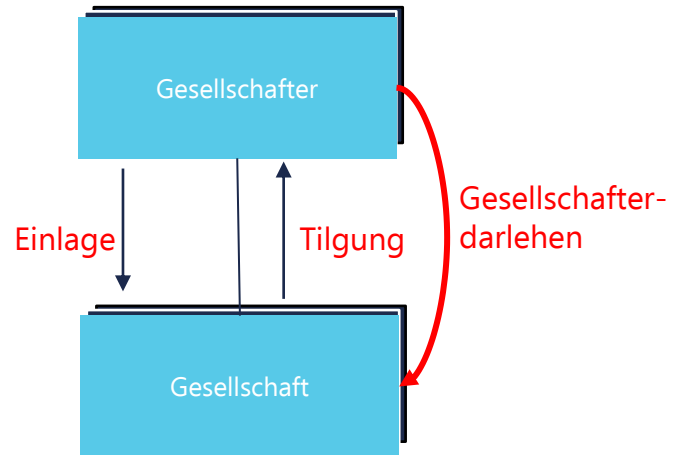 Gesellschafter
Gesellschafter-
darlehen
Einlage
Tilgung
Gesellschaft